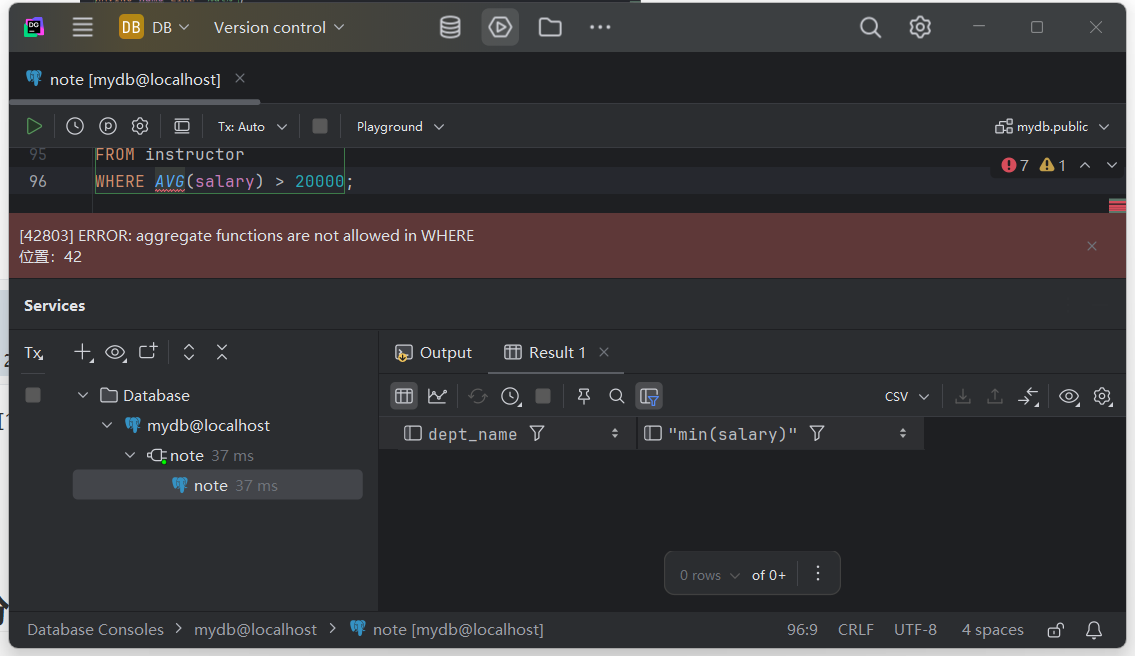 DB DB Version control
note [mydb@localhost]
Tx: Auto Playground mydb.public
95 FROM instructor
96 WHERE AVG(salary) > 20000;
7 1
[42803] ERROR: aggregate functions are not allowed in WHERE
位置：42
Services
Tx Output Result 1
Database CSV
mydb@localhost dept_name "min(salary)"
note 37 ms
note 37 ms
0 rows of 0+
Database Consoles > mydb@localhost > note [mydb@localhost] 96:9 CRLF UTF-8 4 spaces